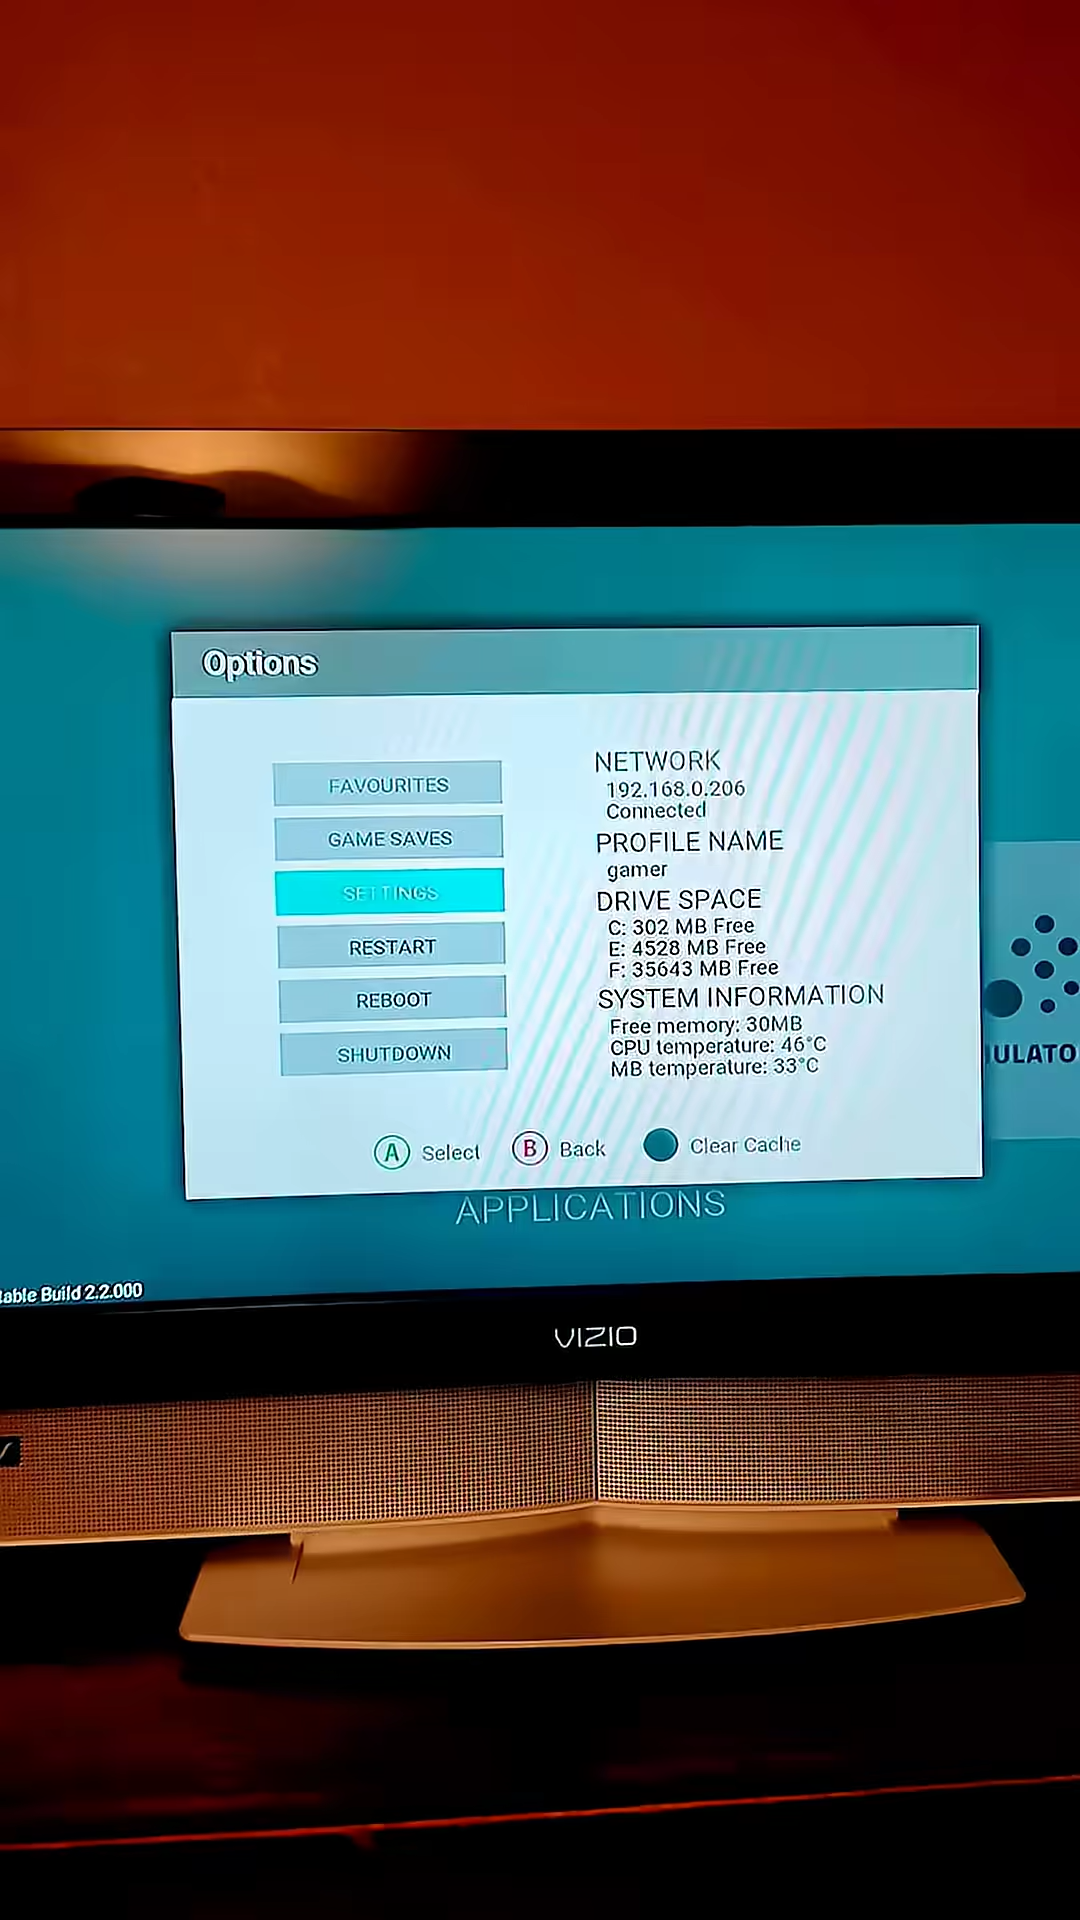 Options
FAVOURITES
GAME SAVES
SETTINGS
RESTART
REBOOT
SHUTDOWN
NETWORK
192.168.0.206
Connected
PROFILE NAME
gamer
DRIVE SPACE
C: 302 MB Free
E: 4528 MB Free
F: 35643 MB Free
SYSTEM INFORMATION
Free memory: 30MB
CPU temperature: 46°C
MB temperature: 33°C
A Select B Back Clear Cache
ULATO
APPLICATIONS
table Build 2.2.000
VIZIO